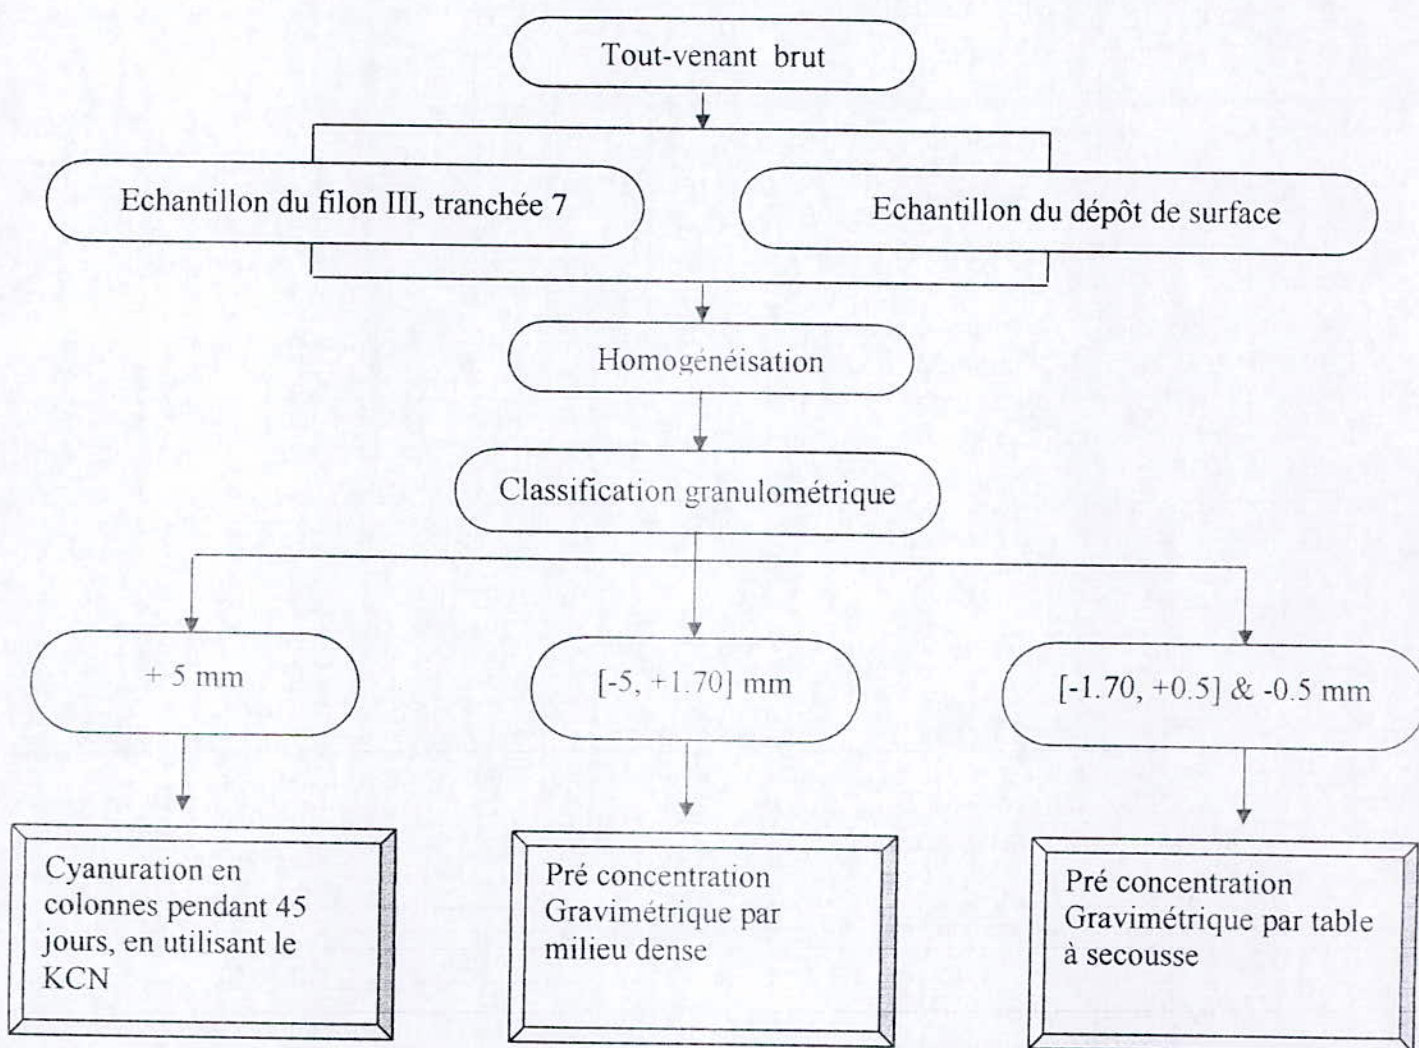 Tout-venant brut
Echantillon du filon III, tranchée 7
Echantillon du dépôt de surface
Homogénéisation
Classification granulométrique
+ 5 mm
[-5, +1.70] mm
[-1.70, +0.5] & -0.5 mm
Cyanuration en
colonnes pendant 45
jours, en utilisant le
KCN
Pré concentration
Gravimétrique par
milieu dense
Pré concentration
Gravimétrique par table
à secousse